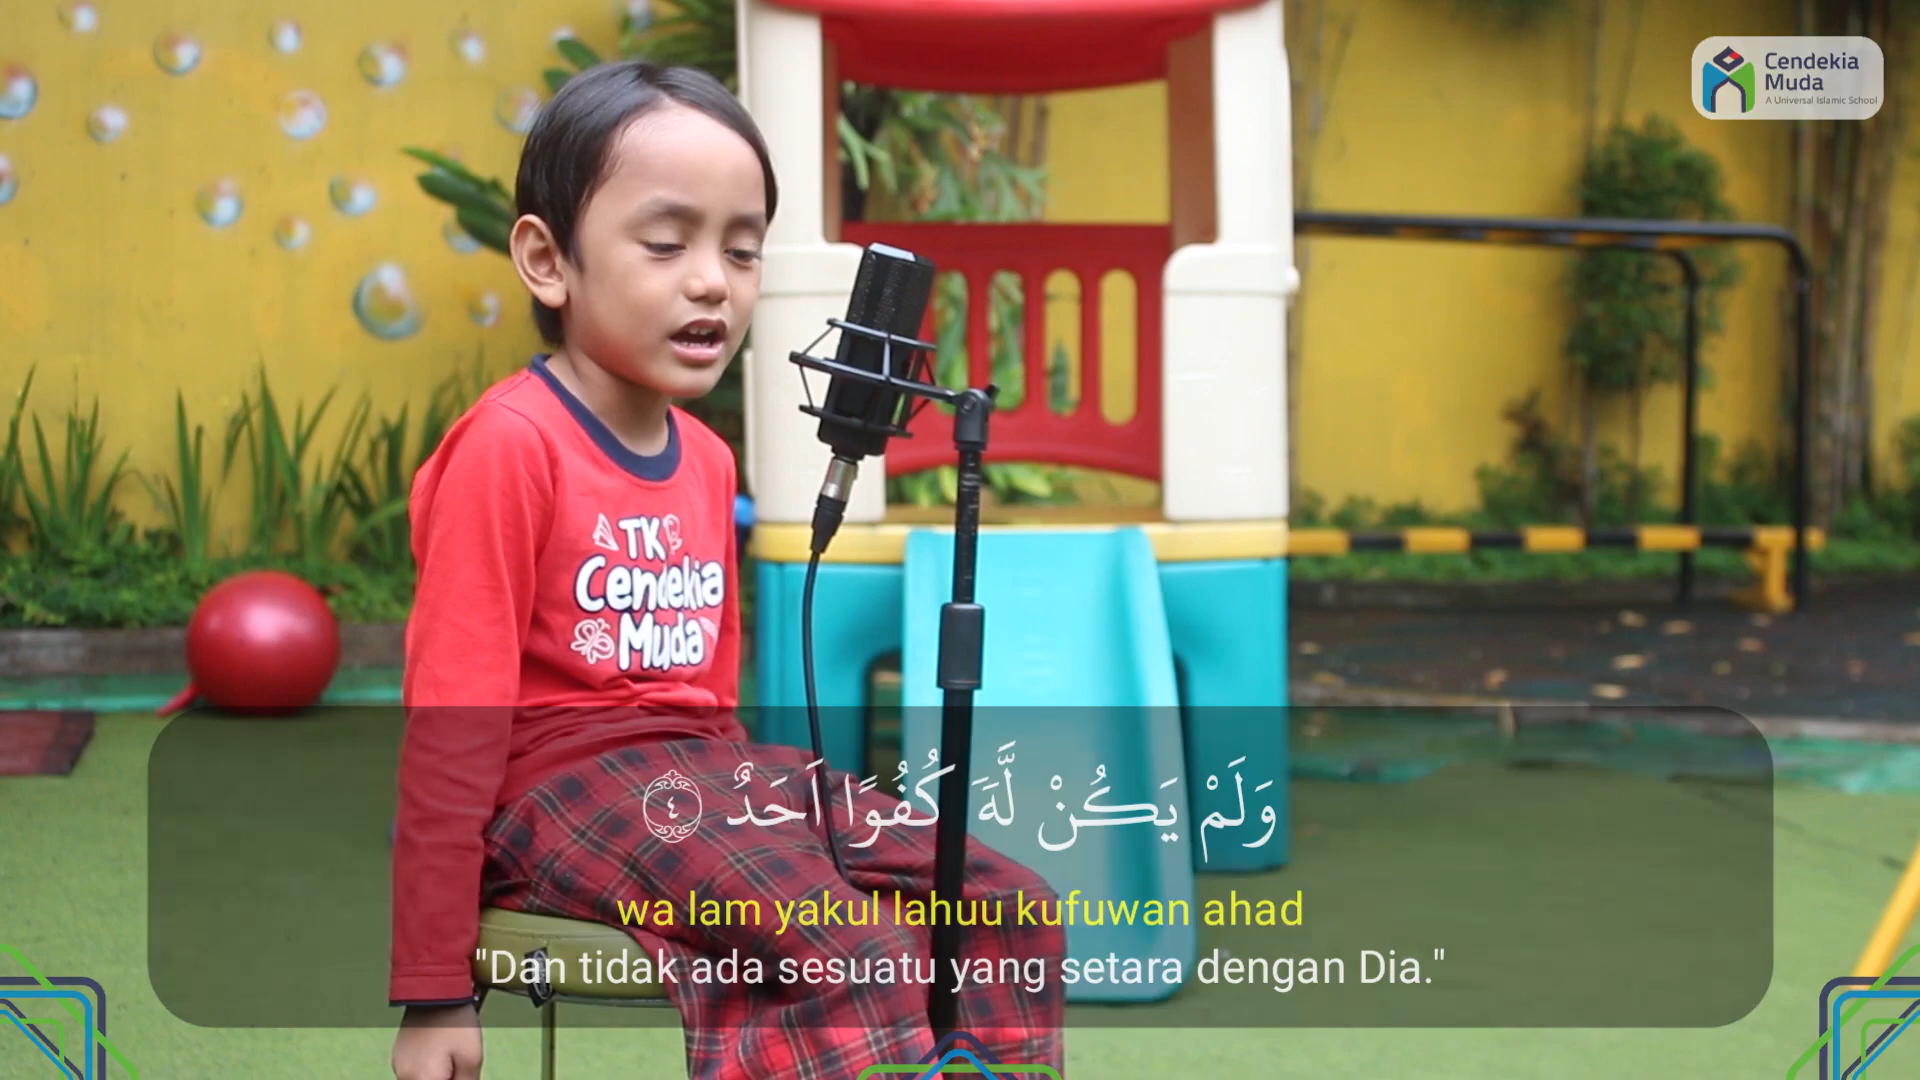 Cendekia
Muda
A Universal Islamic School
TK
Cendekia
Muda
وَلَمْ يَكُنْ لَّهٗ كُفُوًا اَحَدٌ ٤
wa lam yakul lahuu kufuwan ahad
"Dan tidak ada sesuatu yang setara dengan Dia."